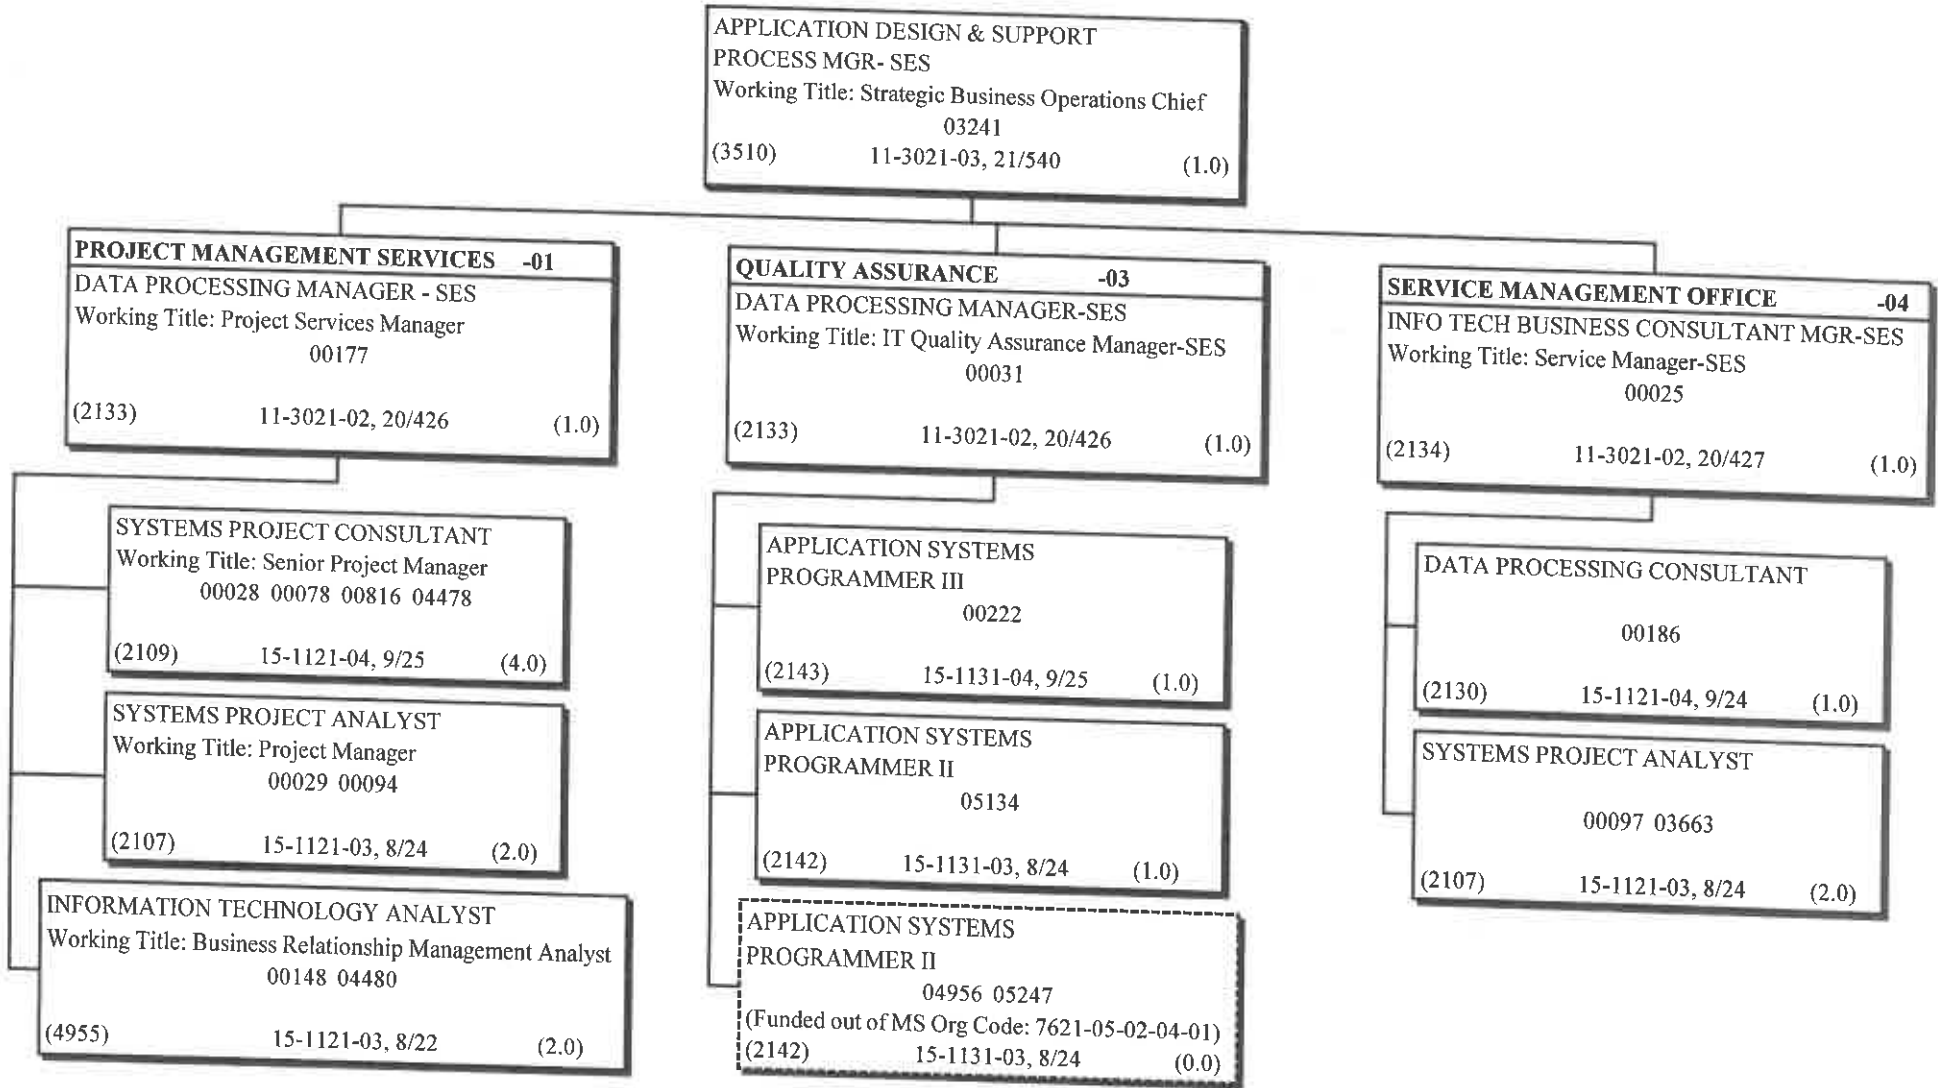 APPLICATION DESIGN & SUPPORT
PROCESS MGR- SES
Working Title: Strategic Business Operations Chief
03241
(3510) 11-3021-03, 21/540 (1.0)
PROJECT MANAGEMENT SERVICES -01
DATA PROCESSING MANAGER - SES
Working Title: Project Services Manager
00177
(2133) 11-3021-02, 20/426 (1.0)
SYSTEMS PROJECT CONSULTANT
Working Title: Senior Project Manager
00028 00078 00816 04478
(2109) 15-1121-04, 9/25 (4.0)
SYSTEMS PROJECT ANALYST
Working Title: Project Manager
00029 00094
(2107) 15-1121-03, 8/24 (2.0)
INFORMATION TECHNOLOGY ANALYST
Working Title: Business Relationship Management Analyst
00148 04480
(4955) 15-1121-03, 8/22 (2.0)
QUALITY ASSURANCE -03
DATA PROCESSING MANAGER-SES
Working Title: IT Quality Assurance Manager-SES
00031
(2133) 11-3021-02, 20/426 (1.0)
APPLICATION SYSTEMS
PROGRAMMER III
00222
(2143) 15-1131-04, 9/25 (1.0)
APPLICATION SYSTEMS
PROGRAMMER II
05134
(2142) 15-1131-03, 8/24 (1.0)
APPLICATION SYSTEMS
PROGRAMMER II
04956 05247
(Funded out of MS Org Code: 7621-05-02-04-01)
(2142) 15-1131-03, 8/24 (0.0)
SERVICE MANAGEMENT OFFICE -04
INFO TECH BUSINESS CONSULTANT MGR-SES
Working Title: Service Manager-SES
00025
(2134) 11-3021-02, 20/427 (1.0)
DATA PROCESSING CONSULTANT
00186
(2130) 15-1121-04, 9/24 (1.0)
SYSTEMS PROJECT ANALYST
00097 03663
(2107) 15-1121-03, 8/24 (2.0)